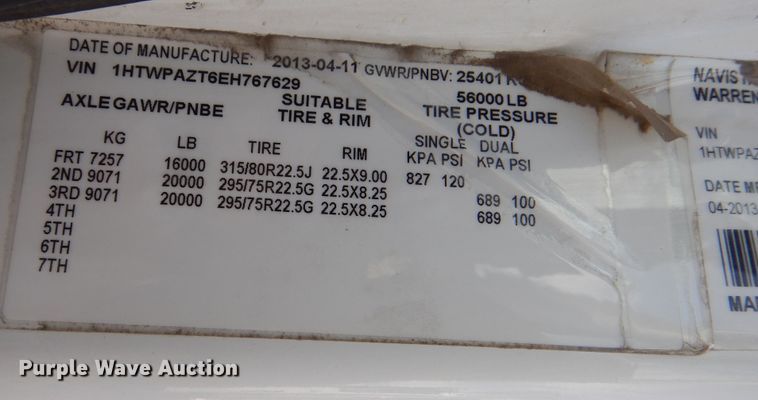 DATE OF MANUFACTURE: 2013-04-11 GVWR/PNBV: 25401
VIN 1HTWPAZT6EH767629
56000 LB
AXLE GAWR/PNBE SUITABLE TIRE & RIM TIRE PRESSURE (COLD)
SINGLE DUAL
KG LB TIRE RIM KPA PSI KPA PSI
FRT 7257 16000 315/80R22.5J 22.5X9.00 827 120
2ND 9071 20000 295/75R22.5G 22.5X8.25 689 100
3RD 9071 20000 295/75R22.5G 22.5X8.25 689 100
4TH
5TH
6TH
7TH
NAVIS
WARREN
VIN
1HTWPAZ
DATE MF
04-2013
MA
Purple Wave Auction